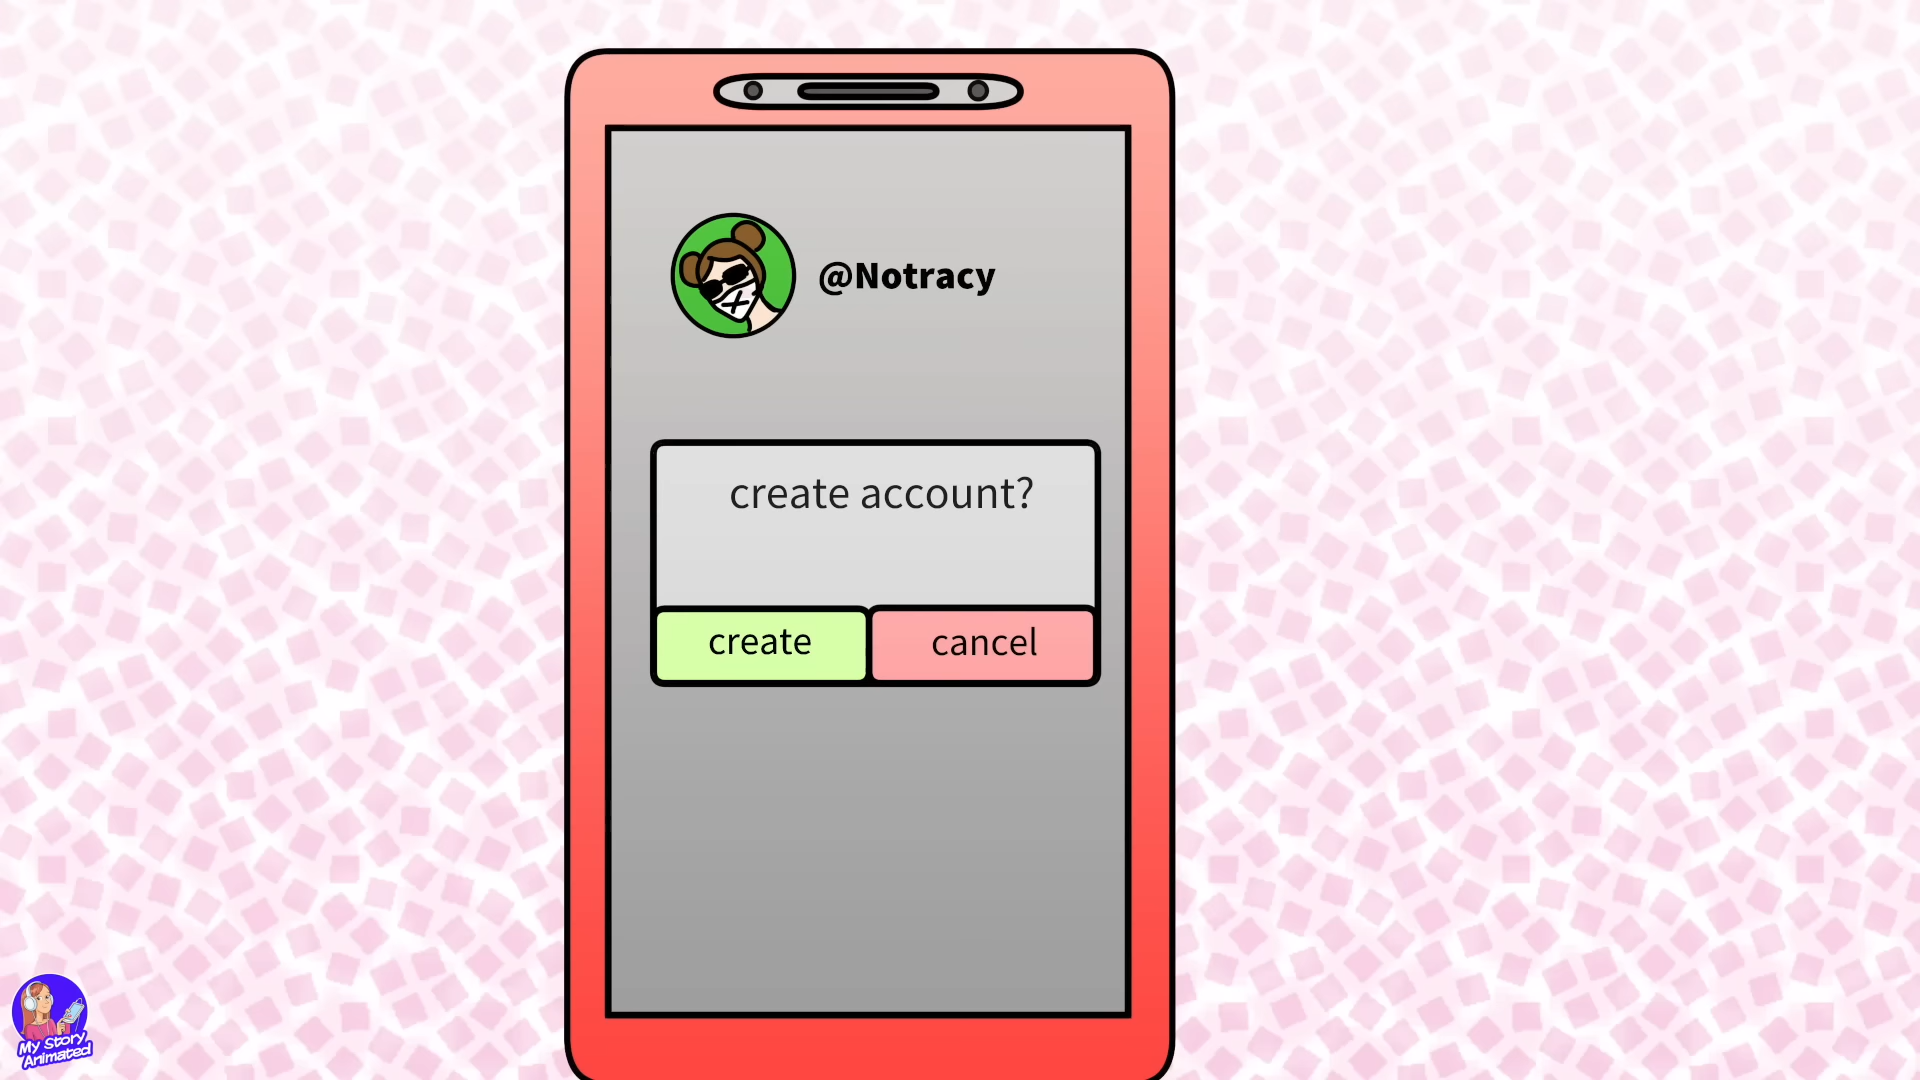 @Notracy
create account?
create
cancel
My Story
Animated